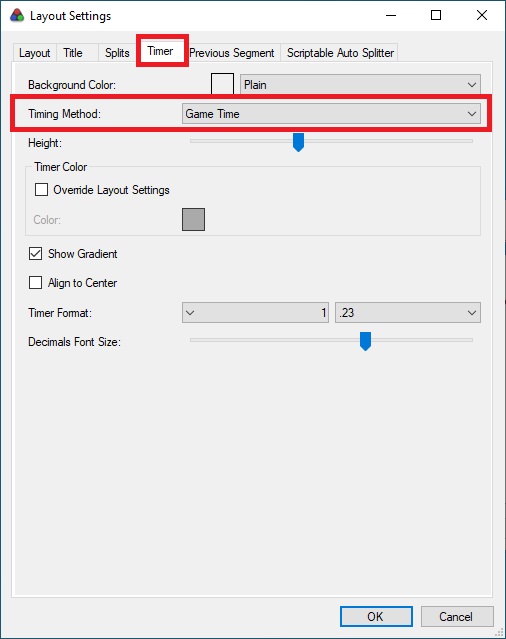 Layout Settings
Layout Title Splits Timer Previous Segment Scriptable Auto Splitter
Background Color: Plain
Timing Method: Game Time
Height:
Timer Color
Override Layout Settings
Color:
Show Gradient
Align to Center
Timer Format: 1 .23
Decimals Font Size:
OK Cancel